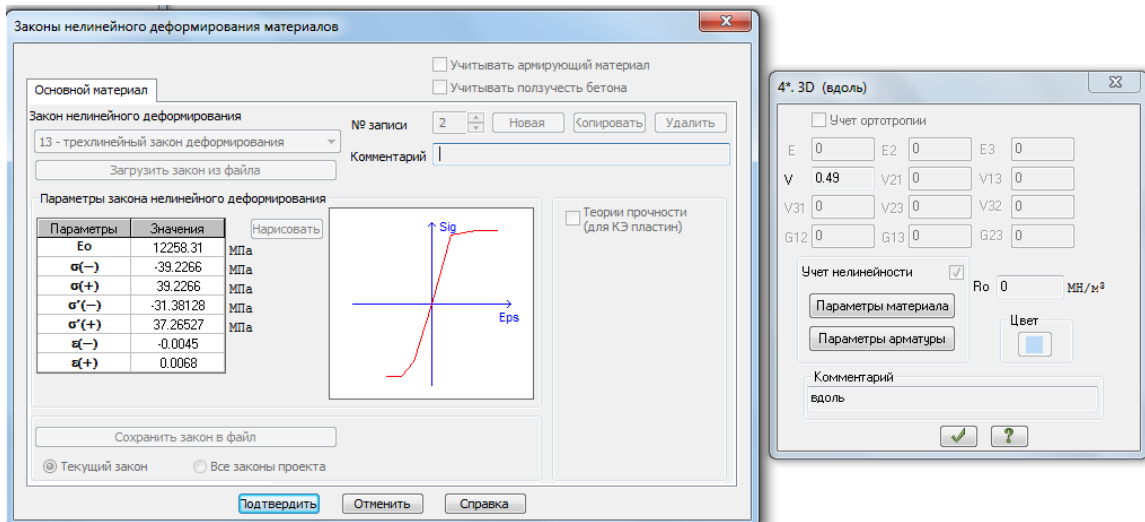 Законы нелинейного деформирования материалов
Учитывать армирующий материал
Учитывать ползучесть бетона
Основной материал
Закон нелинейного деформирования
13 - трехлинейный закон деформирования
Загрузить закон из файла
№ записи 2 Новая Копировать Удалить
Комментарий
Параметры закона нелинейного деформирования
Параметры Значения Нарисовать
Eo 12258.31 МПа
σ(−) -39.2266 МПа
σ(+) 39.2266 МПа
σ'(−) -31.38128 МПа
σ'(+) 37.26527 МПа
ε(−) -0.0045
ε(+) 0.0068
Sig
Eps
Теории прочности
(для КЭ пластин)
Сохранить закон в файл
Текущий закон Все законы проекта
Подтвердить Отменить Справка
4*. 3D (вдоль)
Учет ортотропии
E 0 E2 0 E3 0
V 0.49 V21 0 V13 0
V31 0 V23 0 V32 0
G12 0 G13 0 G23 0
Учет нелинейности
Параметры материала
Параметры арматуры
Ro 0 МН/м³
Цвет
Комментарий
вдоль
?